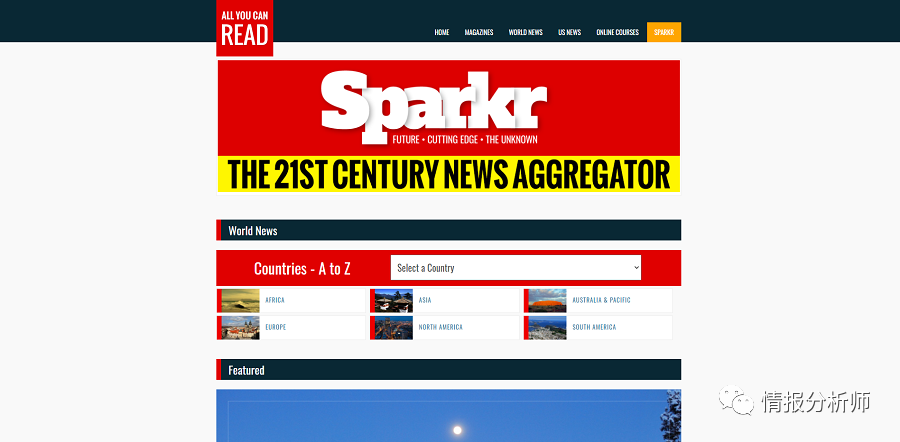 ALL YOU CAN
READ
HOME MAGAZINES WORLD NEWS US NEWS ONLINE COURSES SPARKR
Sparkr
FUTURE • CUTTING EDGE • THE UNKNOWN
THE 21ST CENTURY NEWS AGGREGATOR
World News
Countries - A to Z Select a Country
AFRICA ASIA AUSTRALIA & PACIFIC
EUROPE NORTH AMERICA SOUTH AMERICA
Featured
情报分析师